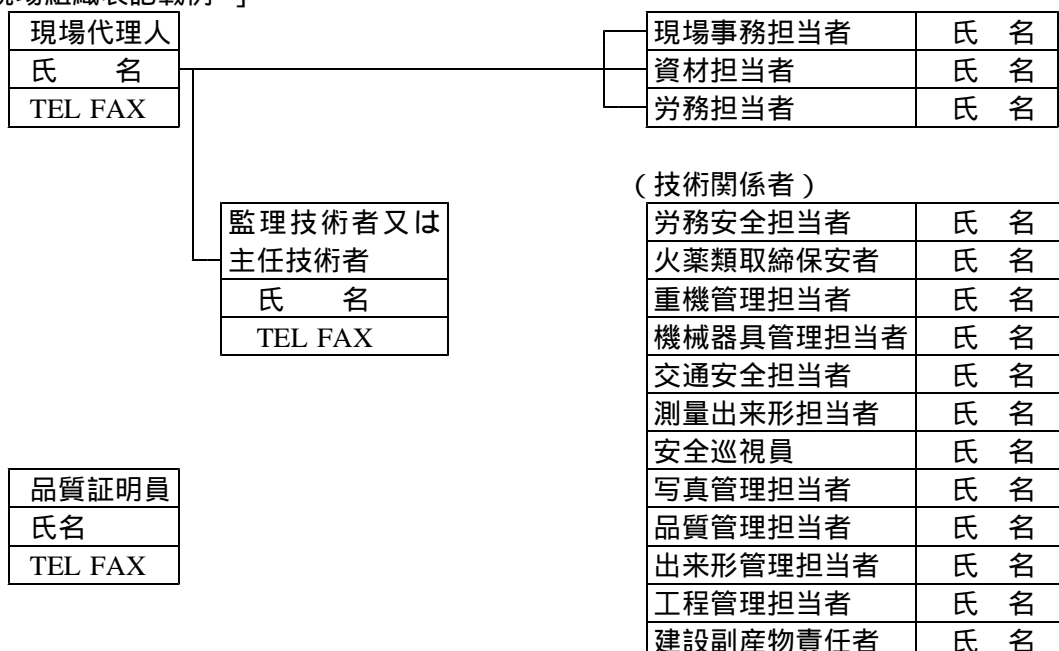 現場組織表記載例 ]
現場代理人
氏 名
TEL FAX
現場事務担当者 氏 名
資材担当者 氏 名
労務担当者 氏 名
(技術関係者)
監理技術者又は
主任技術者
氏 名
TEL FAX
労務安全担当者 氏 名
火薬類取締保安者 氏 名
重機管理担当者 氏 名
機械器具管理担当者 氏 名
交通安全担当者 氏 名
測量出来形担当者 氏 名
安全巡視員 氏 名
写真管理担当者 氏 名
品質管理担当者 氏 名
出来形管理担当者 氏 名
工程管理担当者 氏 名
建設副産物責任者 氏 名
品質証明員
氏名
TEL FAX